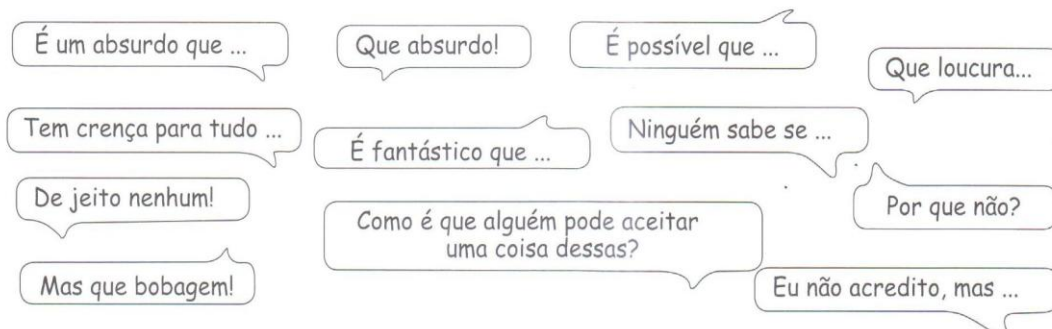 É um absurdo que ...
Que absurdo!
É possível que ...
Que loucura...
Tem crença para tudo ...
É fantástico que ...
Ninguém sabe se ...
De jeito nenhum!
Como é que alguém pode aceitar
uma coisa dessas?
Por que não?
Mas que bobagem!
Eu não acredito, mas ...